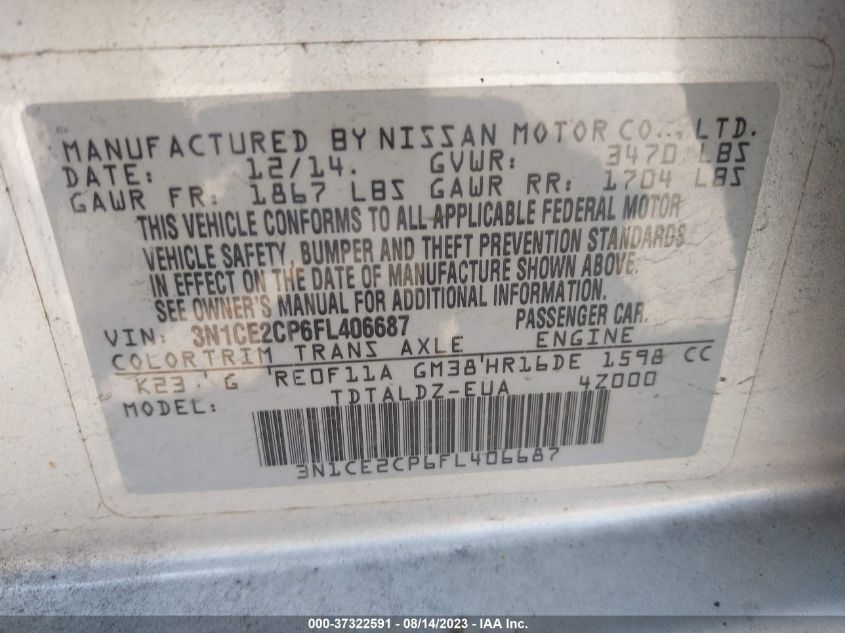 MANUFACTURED BY NISSAN MOTOR CO., LTD.
DATE: 12/14. GVWR: 3470 LBS
GAWR FR: 1867 LBS GAWR RR: 1704 LBS
THIS VEHICLE CONFORMS TO ALL APPLICABLE FEDERAL MOTOR
VEHICLE SAFETY, BUMPER AND THEFT PREVENTION STANDARDS
IN EFFECT ON THE DATE OF MANUFACTURE SHOWN ABOVE.
SEE OWNER'S MANUAL FOR ADDITIONAL INFORMATION.
VIN: 3N1CE2CP6FL406687 PASSENGER CAR.
COLORTRIM TRANS AXLE ENGINE
K23 ' G 'RE0F11A GM38'HR16DE 1598 CC
MODEL: TDTALDZ-EUA 4Z000
3N1CE2CP6FL406687
000-37322591 - 08/14/2023 - IAA Inc.